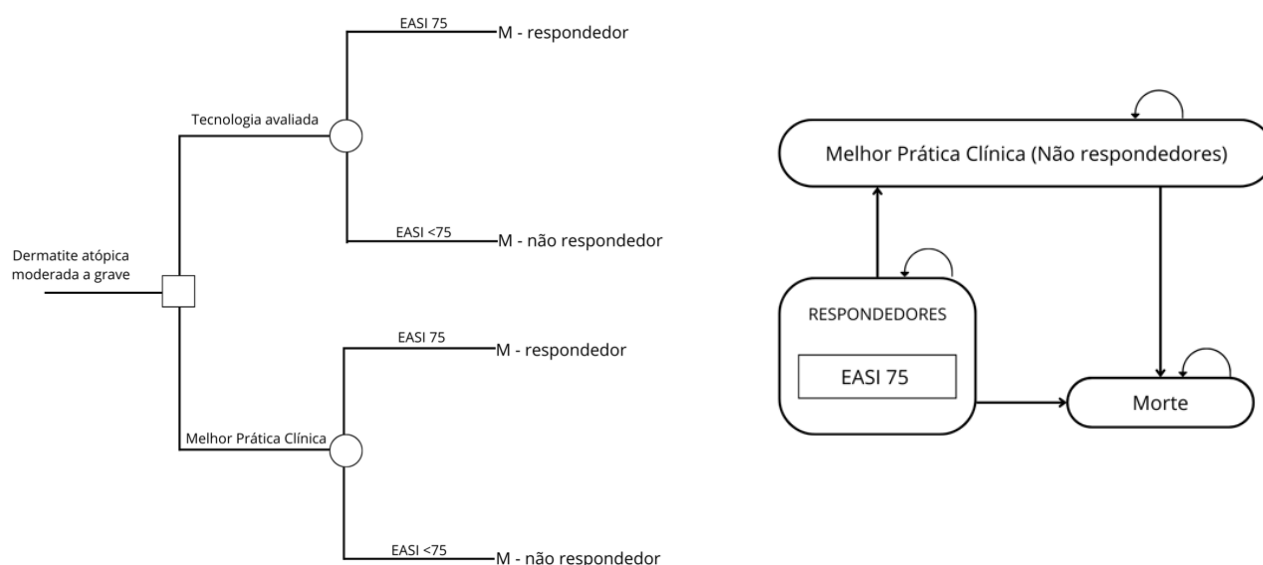 EASI 75
M - respondedor
Tecnologia avaliada
EASI <75
M - não respondedor
Dermatite atópica
moderada a grave
EASI 75
M - respondedor
Melhor Prática Clínica
EASI <75
M - não respondedor
Melhor Prática Clínica (Não respondedores)
RESPONDEDORES
EASI 75
Morte